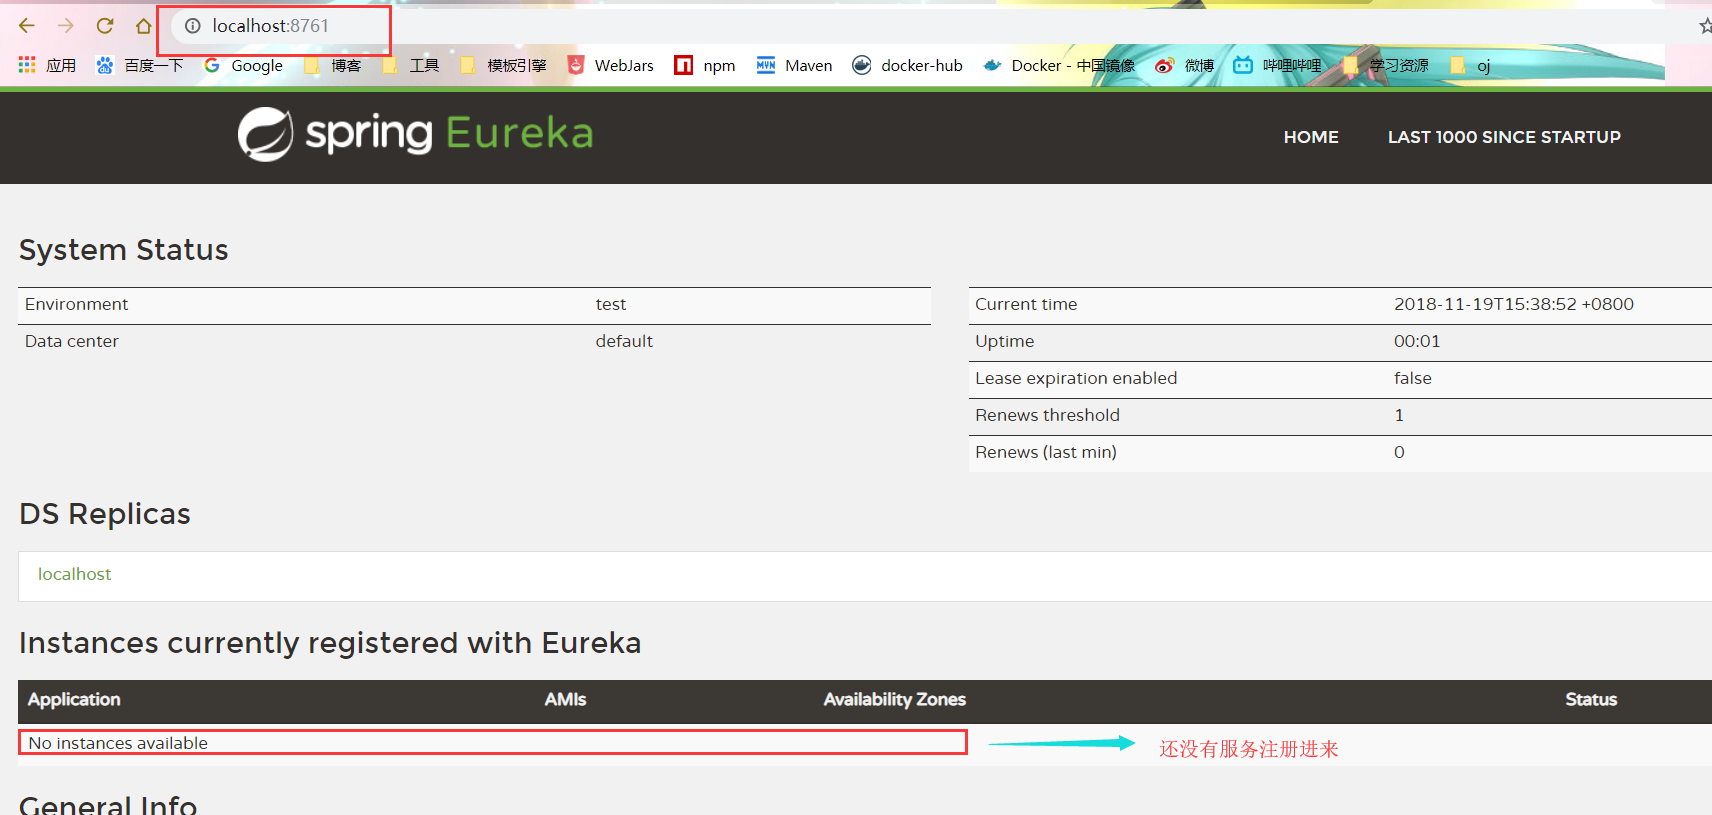 localhost:8761
应用 百度一下 Google 博客 工具 模板引擎 WebJars npm Maven docker-hub Docker - 中国镜像 微博 哔哩哔哩 学习资源 oj
spring Eureka HOME LAST 1000 SINCE STARTUP
System Status
Environment test
Data center default
Current time 2018-11-19T15:38:52 +0800
Uptime 00:01
Lease expiration enabled false
Renews threshold 1
Renews (last min) 0
DS Replicas
localhost
Instances currently registered with Eureka
Application AMIs Availability Zones Status
No instances available 还没有服务注册进来
General Info